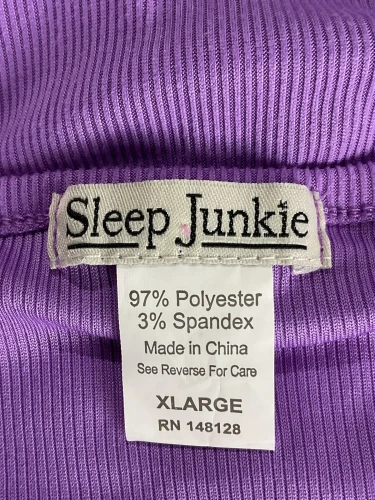 Sleep Junkie
97% Polyester
3% Spandex
Made in China
See Reverse For Care
XLARGE
RN 148128